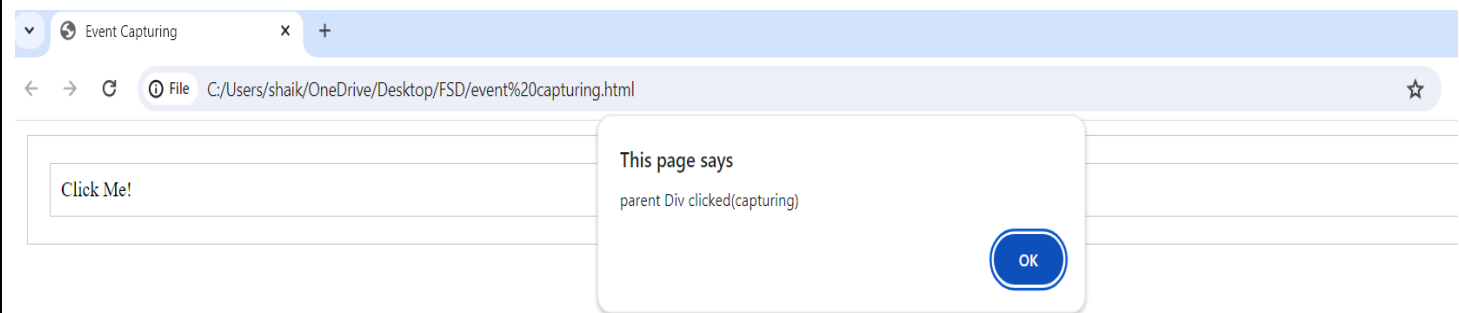 Event Capturing
File C:/Users/shaik/OneDrive/Desktop/FSD/event%20capturing.html
This page says
Click Me!
parent Div clicked(capturing)
OK